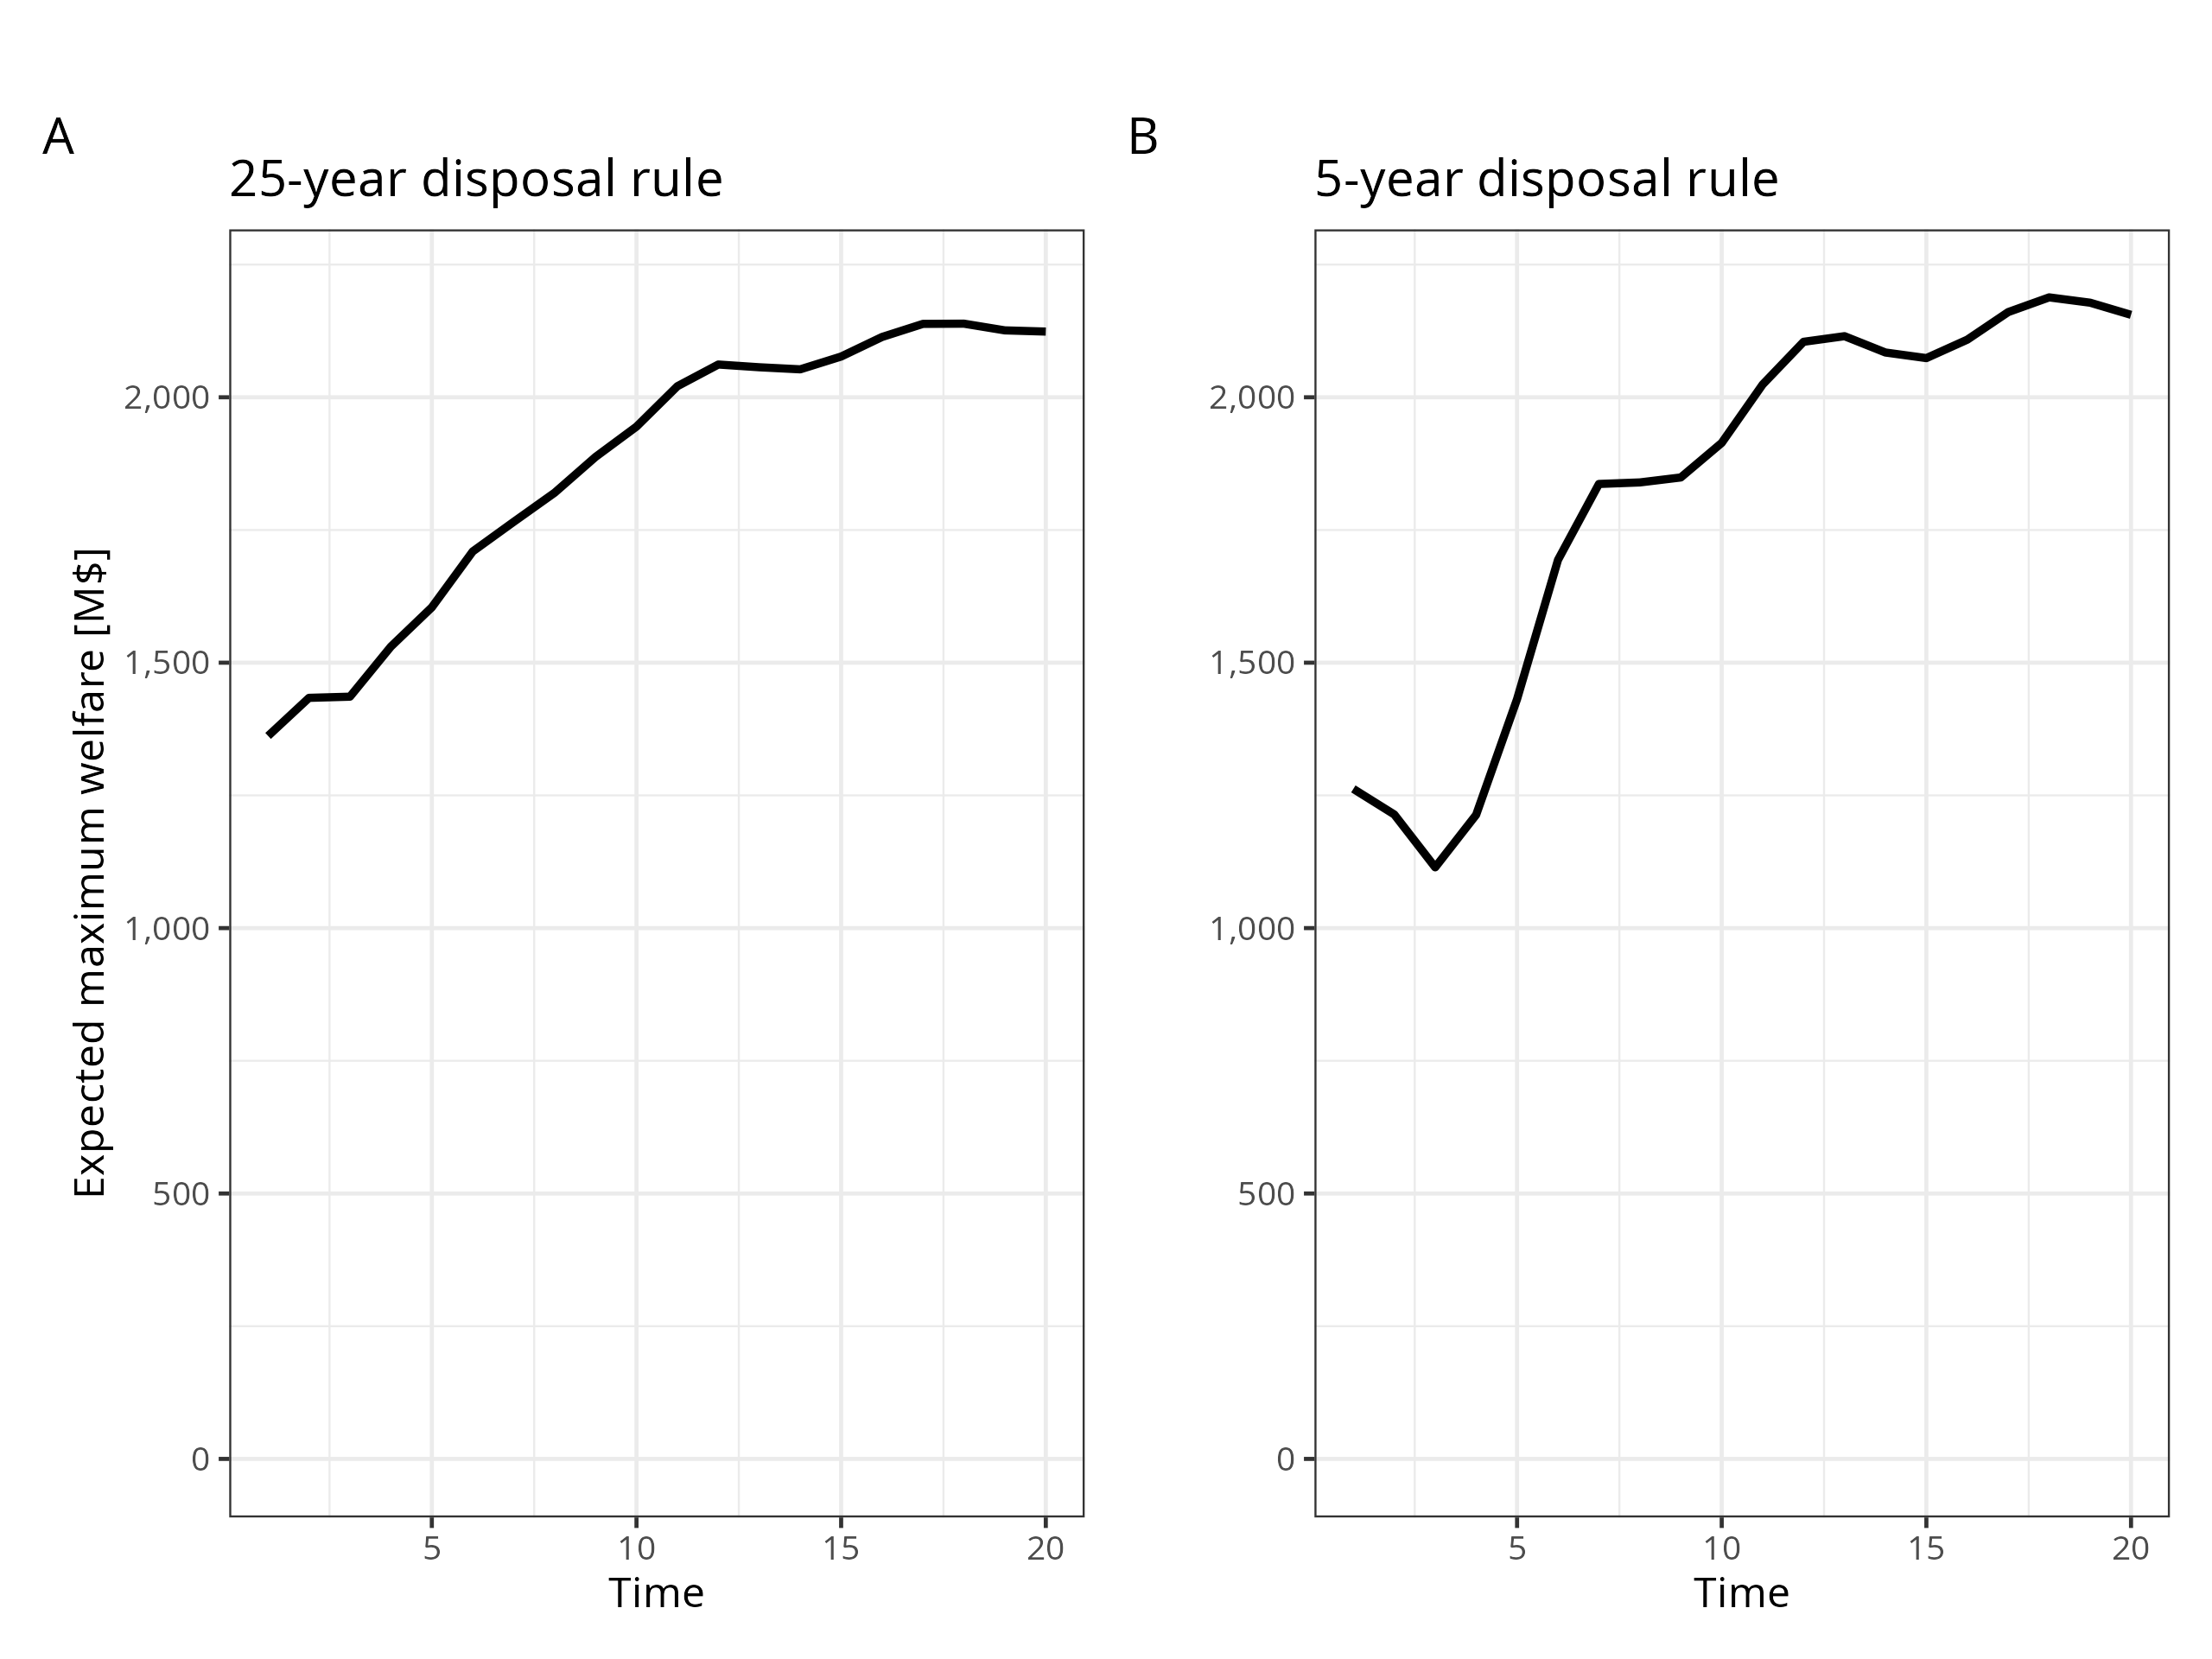 A
25-year disposal rule
Expected maximum welfare [M$]
2,000
1,500
1,000
500
0
5 10 15 20
Time
B
5-year disposal rule
2,000
1,500
1,000
500
0
5 10 15 20
Time